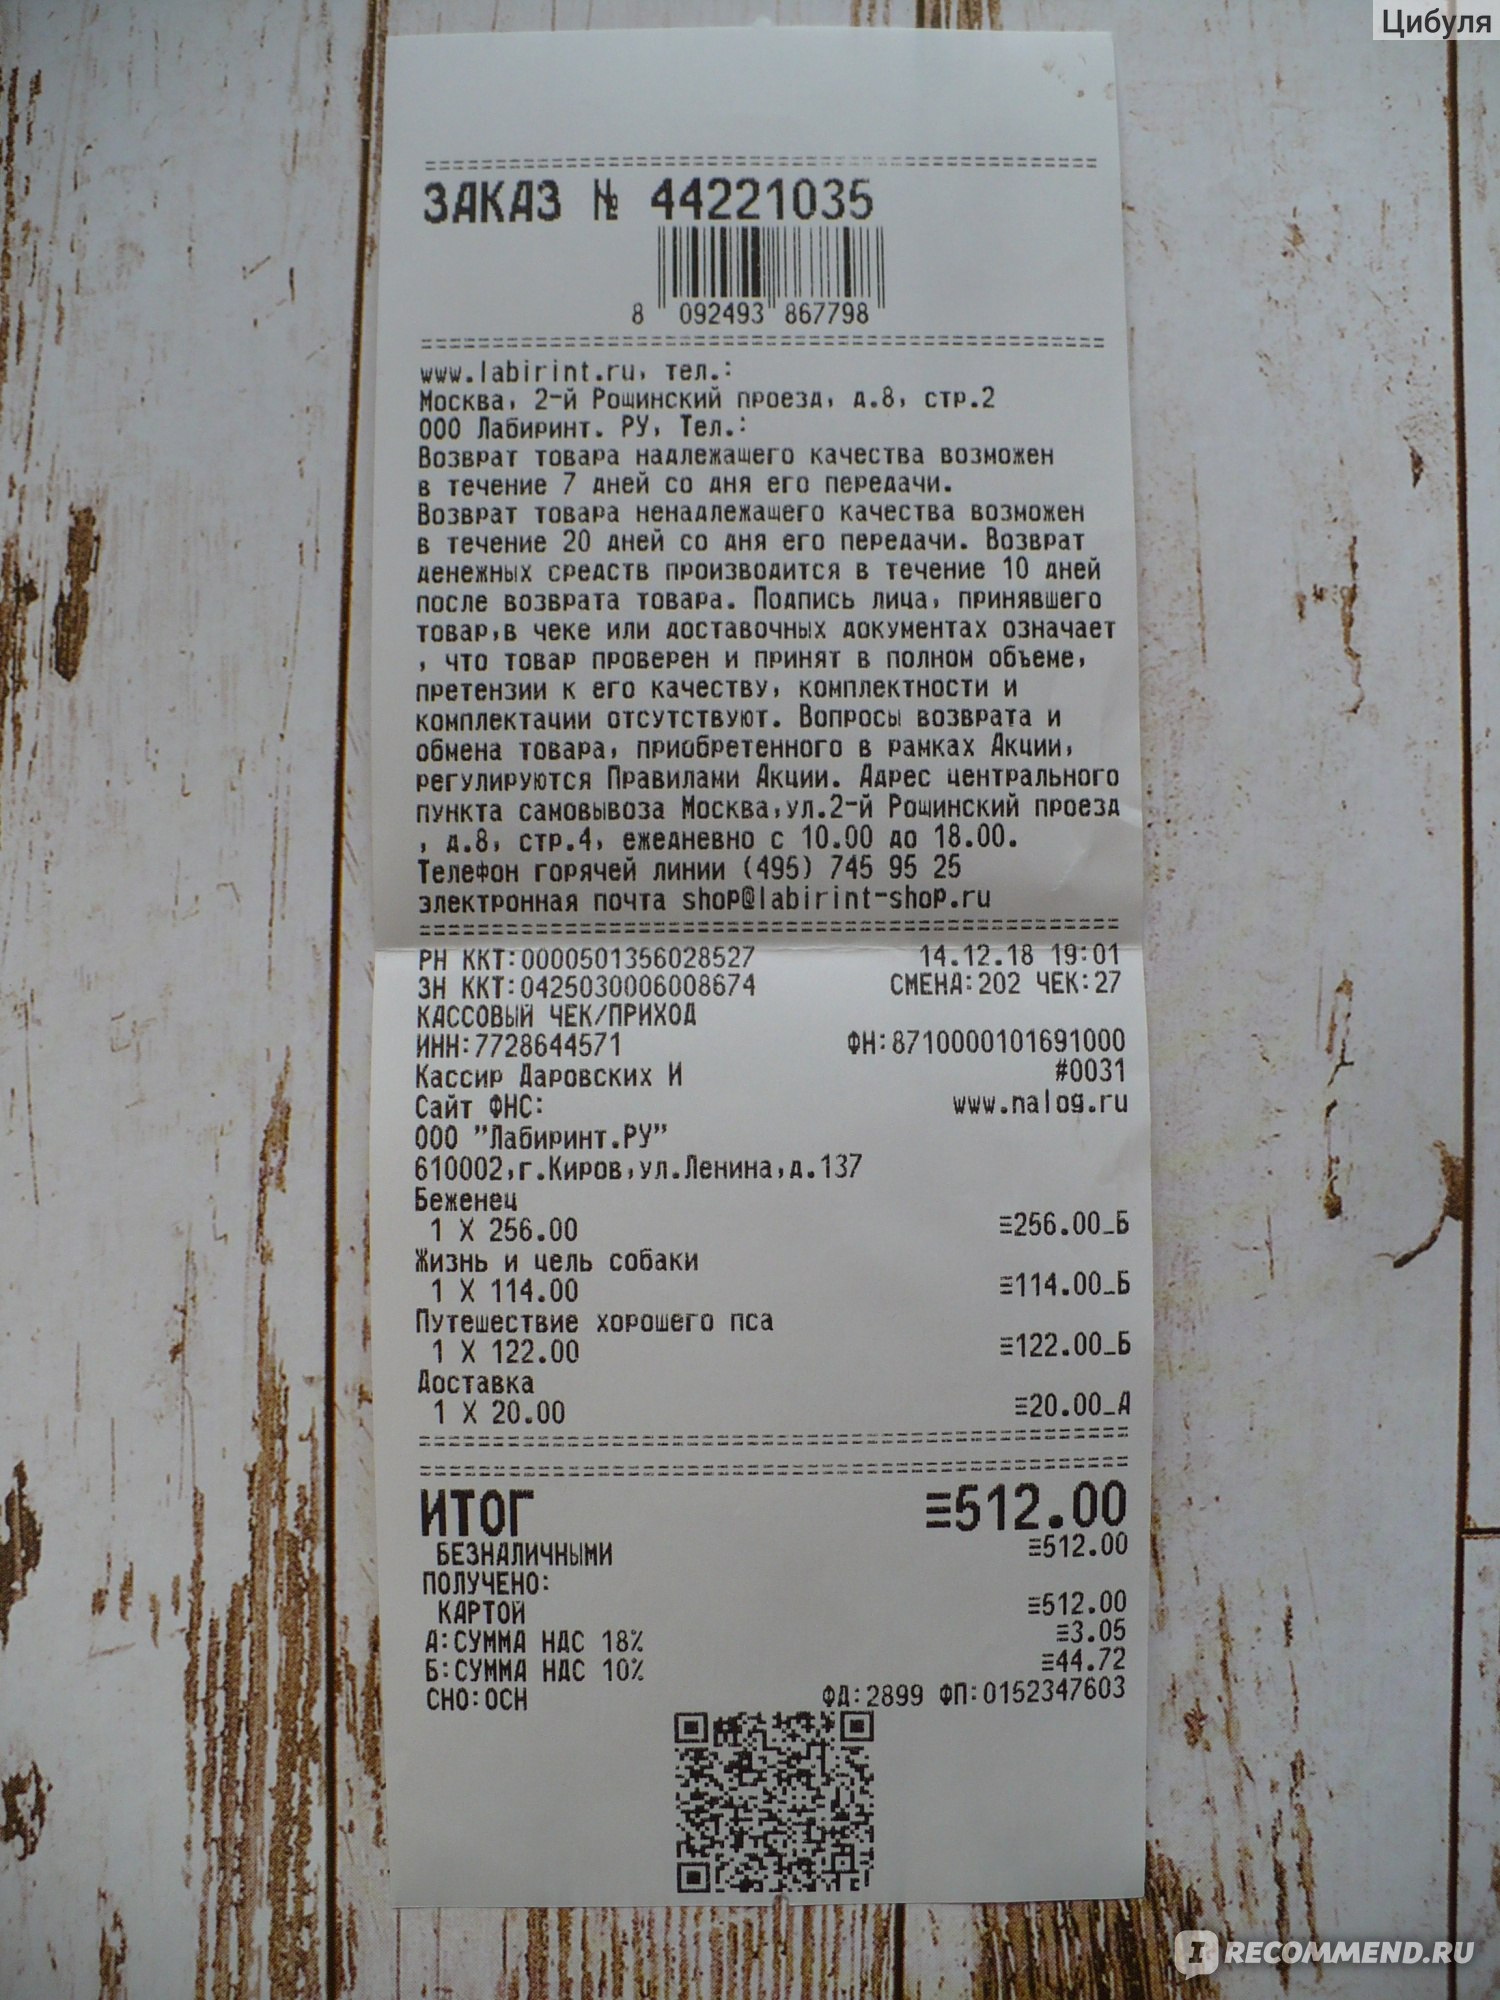 Цибуля
ЗАКАЗ № 44221035
8 092493 867798
www.labirint.ru, тел.:
Москва, 2-й Рощинский проезд, д.8, стр.2
ООО Лабиринт. РУ, Тел.:
Возврат товара надлежащего качества возможен
в течение 7 дней со дня его передачи.
Возврат товара ненадлежащего качества возможен
в течение 20 дней со дня его передачи. Возврат
денежных средств производится в течение 10 дней
после возврата товара. Подпись лица, принявшего
товар,в чеке или доставочных документах означает
, что товар проверен и принят в полном объеме,
претензии к его качеству, комплектности и
комплектации отсутствуют. Вопросы возврата и
обмена товара, приобретенного в рамках Акции,
регулируются Правилами Акции. Адрес центрального
пункта самовывоза Москва,ул.2-й Рощинский проезд
, д.8, стр.4, ежедневно с 10.00 до 18.00.
Телефон горячей линии (495) 745 95 25
электронная почта shop@labirint-shop.ru
РН ККТ:0000501356028527 14.12.18 19:01
ЗН ККТ:0425030006008674 СМЕНА:202 ЧЕК:27
КАССОВЫЙ ЧЕК/ПРИХОД
ИНН:7728644571 ФН:8710000101691000
Кассир Даровских И #0031
Сайт ФНС: www.nalog.ru
ООО "Лабиринт.РУ"
610002,г.Киров,ул.Ленина,д.137
Беженец
1 X 256.00 ≡256.00_Б
Жизнь и цель собаки
1 X 114.00 ≡114.00_Б
Путешествие хорошего пса
1 X 122.00 ≡122.00_Б
Доставка
1 X 20.00 ≡20.00_А
ИТОГ ≡512.00
БЕЗНАЛИЧНЫМИ ≡512.00
ПОЛУЧЕНО:
КАРТОЙ ≡512.00
А:СУММА НДС 18% ≡3.05
Б:СУММА НДС 10% ≡44.72
СНО:ОСН ФД:2899 ФП:0152347603
IRECOMMEND.RU